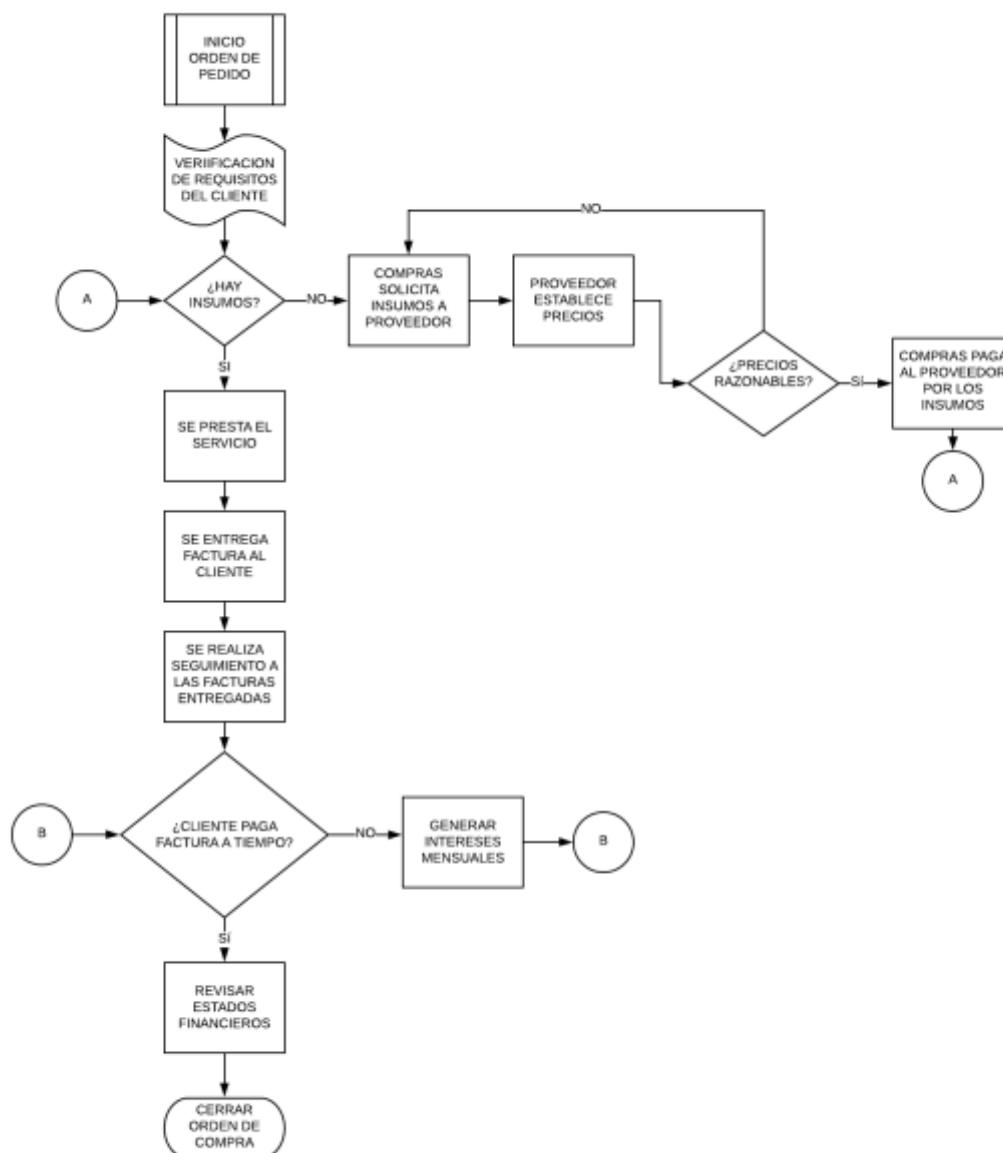 INICIO
ORDEN DE
PEDIDO
VERIIFICACION
DE REQUISITOS
DEL CLIENTE
NO
A
¿HAY
INSUMOS?
NO
COMPRAS
SOLICITA
INSUMOS A
PROVEEDOR
PROVEEDOR
ESTABLECE
PRECIOS
¿PRECIOS
RAZONABLES?
SÍ
COMPRAS PAGA
AL PROVEEDOR
POR LOS
INSUMOS
A
SÍ
SE PRESTA EL
SERVICIO
SE ENTREGA
FACTURA AL
CLIENTE
SE REALIZA
SEGUIMIENTO A
LAS FACTURAS
ENTREGADAS
B
¿CLIENTE PAGA
FACTURA A TIEMPO?
NO
GENERAR
INTERESES
MENSUALES
B
SÍ
REVISAR
ESTADOS
FINANCIEROS
CERRAR
ORDEN DE
COMPRA